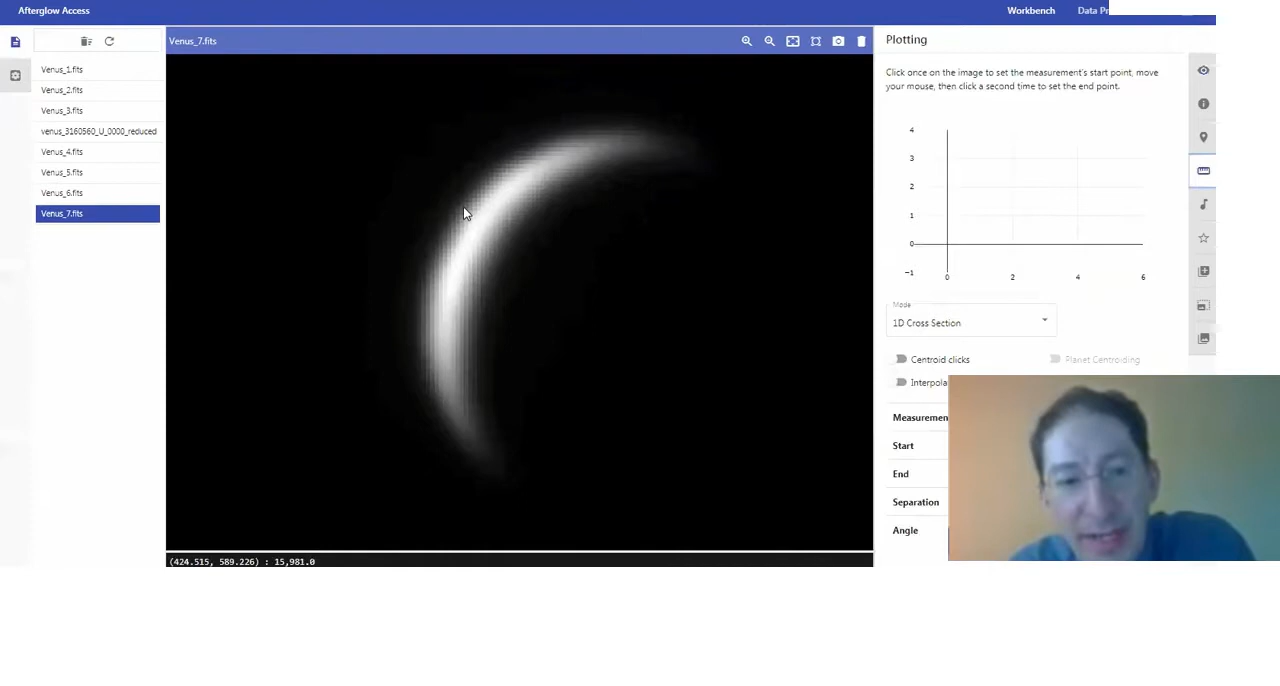 Afterglow Access
Workbench
Data Pr
Venus_1.fits
Venus_2.fits
Venus_3.fits
venus_3160560_U_0000_reduced
Venus_4.fits
Venus_5.fits
Venus_6.fits
Venus_7.fits
Venus_7.fits
(424.515, 589.226) : 15,981.0
Plotting
Click once on the image to set the measurement's start point, move
your mouse, then click a second time to set the end point.
4
3
2
1
0
−1
0 2 4 6
Mode
1D Cross Section
Centroid clicks
Planet Centroiding
Interpola
Measuremen
Start
End
Separation
Angle